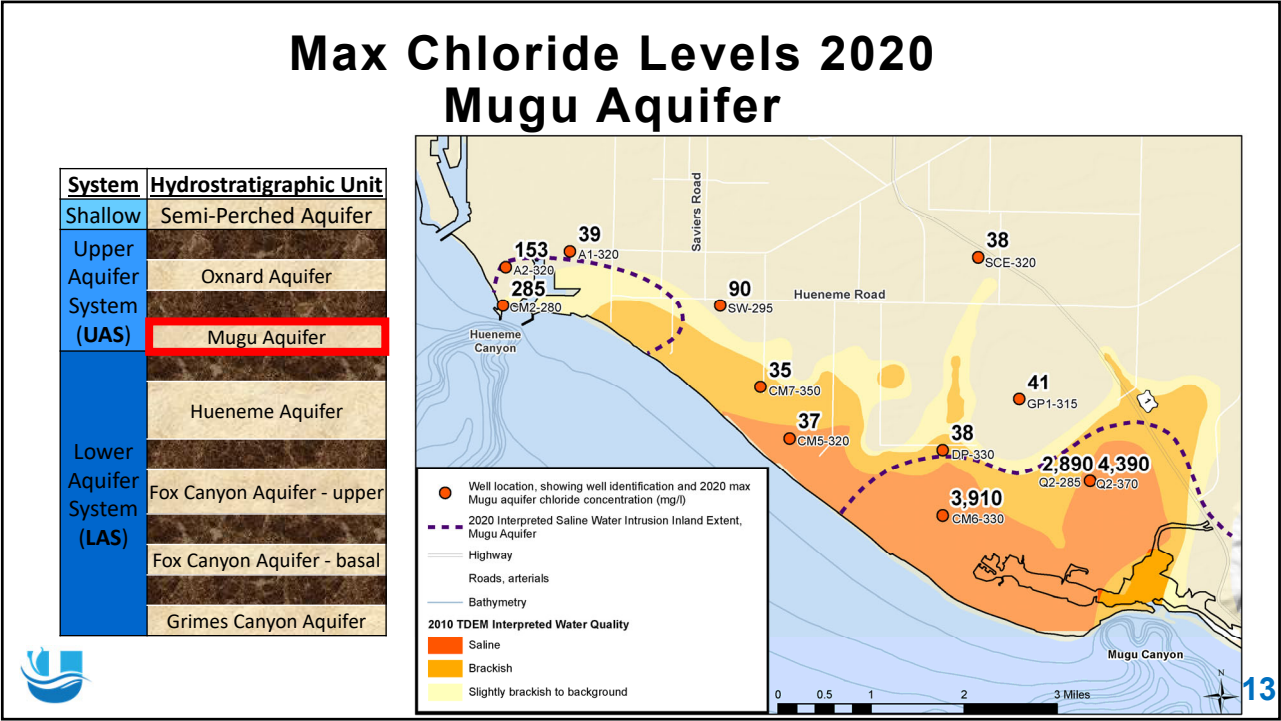 Max Chloride Levels 2020
Mugu Aquifer
System Hydrostratigraphic Unit
Shallow Semi-Perched Aquifer
Upper
Aquifer
System
(UAS)
Oxnard Aquifer
Mugu Aquifer
Lower
Aquifer
System
(LAS)
Hueneme Aquifer
Fox Canyon Aquifer - upper
Fox Canyon Aquifer - basal
Grimes Canyon Aquifer
Saviers Road
39
A1-320
153
A2-320
285
CM2-280
Hueneme
Canyon
90
SW-295
Hueneme Road
38
SCE-320
35
CM7-350
37
CM5-320
41
GP1-315
1
38
DP-330
2,890 4,390
Q2-285 Q2-370
3,910
CM6-330
Mugu Canyon
Well location, showing well identification and 2020 max
Mugu aquifer chloride concentration (mg/l)
2020 Interpreted Saline Water Intrusion Inland Extent,
Mugu Aquifer
Highway
Roads, arterials
Bathymetry
2010 TDEM Interpreted Water Quality
Saline
Brackish
Slightly brackish to background
0 0.5 1 2 3 Miles
N
13